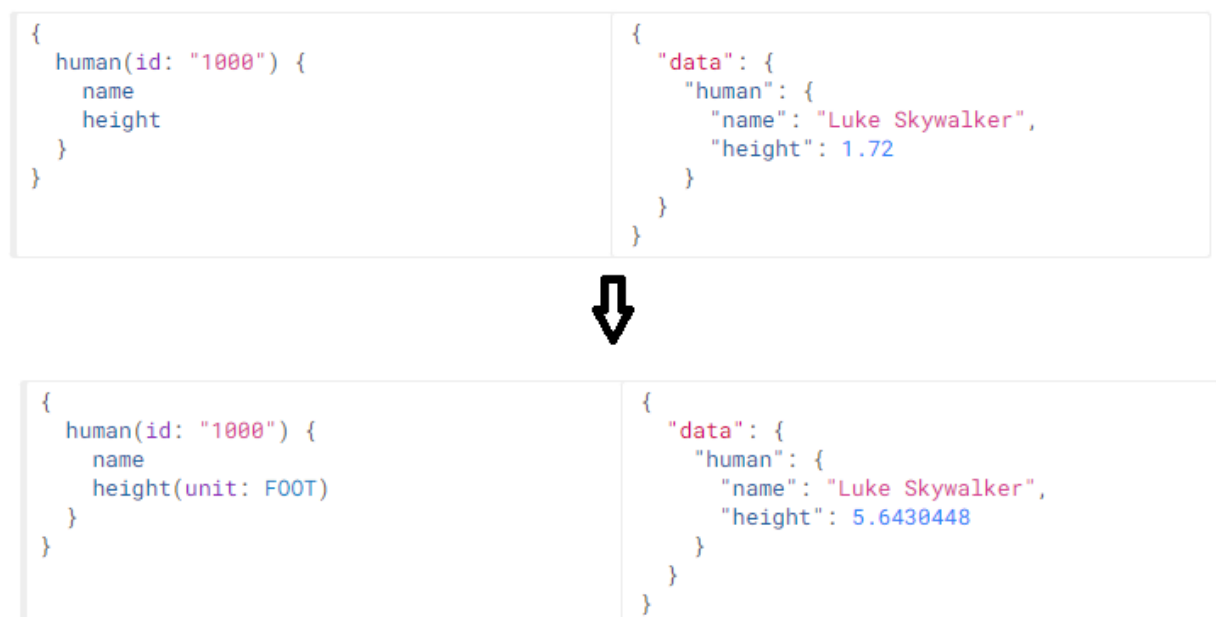 {
  human(id: "1000") {
    name
    height
  }
}
{
  "data": {
    "human": {
      "name": "Luke Skywalker",
      "height": 1.72
    }
  }
}
{
  human(id: "1000") {
    name
    height(unit: FOOT)
  }
}
{
  "data": {
    "human": {
      "name": "Luke Skywalker",
      "height": 5.6430448
    }
  }
}